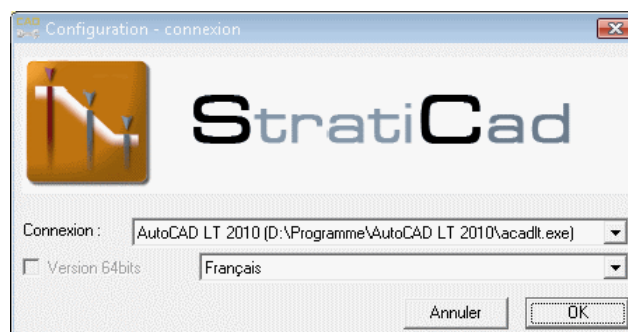 Configuration - connexion
StratiCad
Connexion :
AutoCAD LT 2010 (D:\Programme\AutoCAD LT 2010\acadlt.exe)
Version 64bits
Français
Annuler
OK